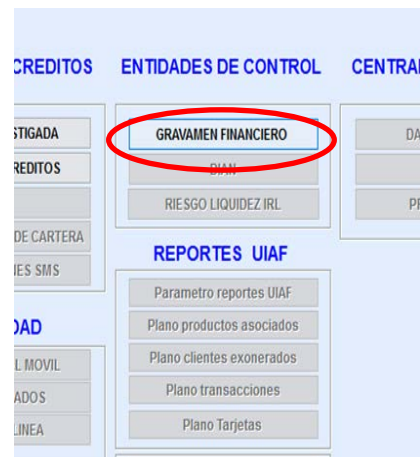 CREDITOS
STIGADA
REDITOS
DE CARTERA
NES SMS
DAD
L MOVIL
ADOS
LINEA
ENTIDADES DE CONTROL
GRAVAMEN FINANCIERO
DIAN
RIESGO LIQUIDEZ IRL
REPORTES UIAF
Parametro reportes UIAF
Plano productos asociados
Plano clientes exonerados
Plano transacciones
Plano Tarjetas
CENTRA
DA
PR